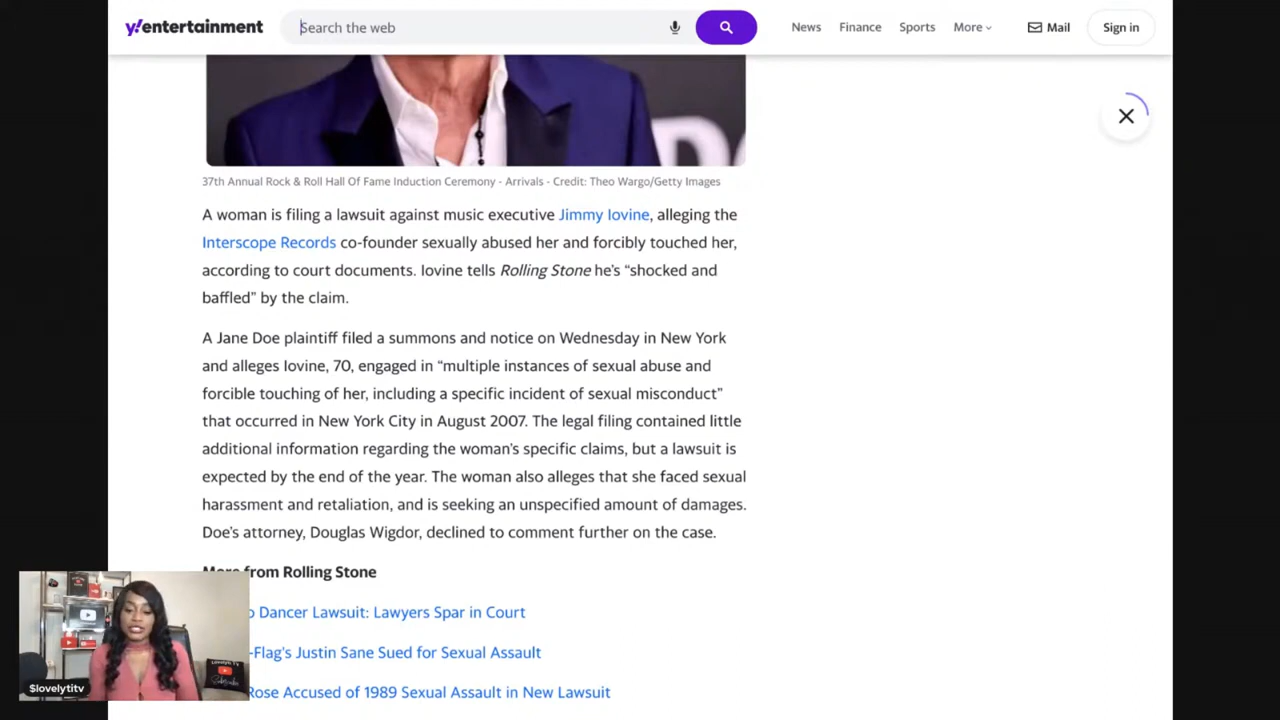 y!entertainment
Search the web
News
Finance
Sports
More
Mail
Sign in
37th Annual Rock & Roll Hall Of Fame Induction Ceremony - Arrivals - Credit: Theo Wargo/Getty Images
A woman is filing a lawsuit against music executive Jimmy Iovine, alleging the
Interscope Records co-founder sexually abused her and forcibly touched her,
according to court documents. Iovine tells Rolling Stone he's “shocked and
baffled” by the claim.
A Jane Doe plaintiff filed a summons and notice on Wednesday in New York
and alleges Iovine, 70, engaged in “multiple instances of sexual abuse and
forcible touching of her, including a specific incident of sexual misconduct”
that occurred in New York City in August 2007. The legal filing contained little
additional information regarding the woman's specific claims, but a lawsuit is
expected by the end of the year. The woman also alleges that she faced sexual
harassment and retaliation, and is seeking an unspecified amount of damages.
Doe's attorney, Douglas Wigdor, declined to comment further on the case.
More from Rolling Stone
o Dancer Lawsuit: Lawyers Spar in Court
-Flag's Justin Sane Sued for Sexual Assault
Rose Accused of 1989 Sexual Assault in New Lawsuit
$lovelytitv